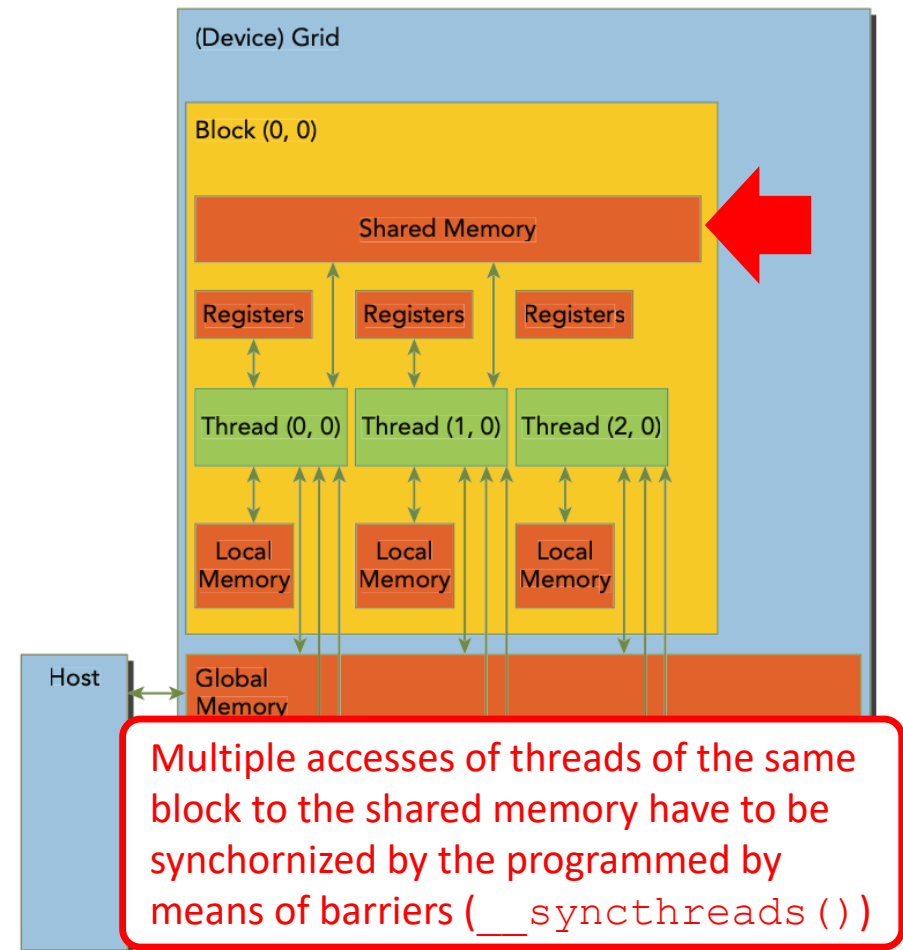 (Device) Grid
Block (0, 0)
Shared Memory
Registers Registers Registers
Thread (0, 0) Thread (1, 0) Thread (2, 0)
Local Local Local
Memory Memory Memory
Host Global
Memory
Multiple accesses of threads of the same
block to the shared memory have to be
synchornized by the programmed by
means of barriers (__syncthreads())